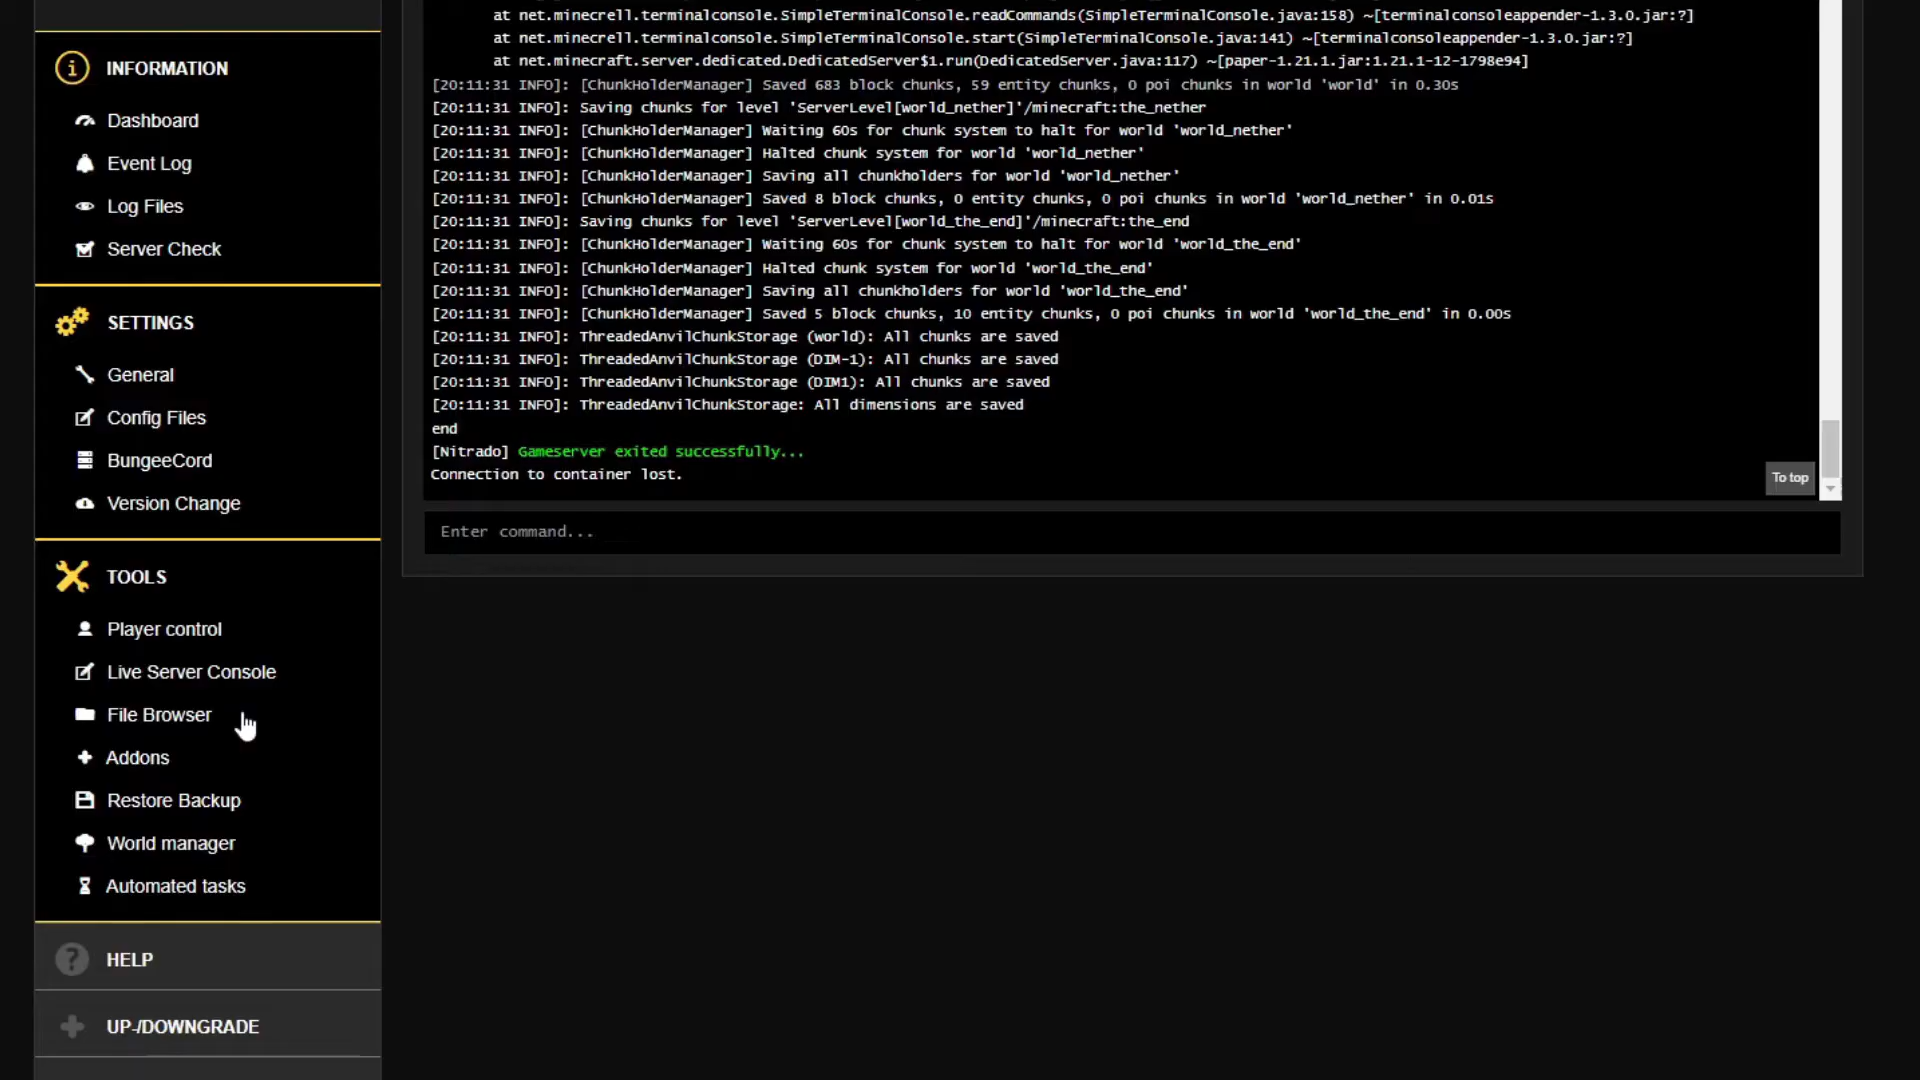 INFORMATION
Dashboard
Event Log
Log Files
Server Check
SETTINGS
General
Config Files
BungeeCord
Version Change
TOOLS
Player control
Live Server Console
File Browser
Addons
Restore Backup
World manager
Automated tasks
HELP
UP-/DOWNGRADE
at net.minecrell.terminalconsole.SimpleTerminalConsole.readCommands(SimpleTerminalConsole.java:158) ~[terminalconsoleappender-1.3.0.jar:?]
at net.minecrell.terminalconsole.SimpleTerminalConsole.start(SimpleTerminalConsole.java:141) ~[terminalconsoleappender-1.3.0.jar:?]
at net.minecraft.server.dedicated.DedicatedServer$1.run(DedicatedServer.java:117) ~[paper-1.21.1.jar:1.21.1-12-1798e94]
[20:11:31 INFO]: [ChunkHolderManager] Saved 683 block chunks, 59 entity chunks, 0 poi chunks in world 'world' in 0.30s
[20:11:31 INFO]: Saving chunks for level 'ServerLevel[world_nether]'/minecraft:the_nether
[20:11:31 INFO]: [ChunkHolderManager] Waiting 60s for chunk system to halt for world 'world_nether'
[20:11:31 INFO]: [ChunkHolderManager] Halted chunk system for world 'world_nether'
[20:11:31 INFO]: [ChunkHolderManager] Saving all chunkholders for world 'world_nether'
[20:11:31 INFO]: [ChunkHolderManager] Saved 8 block chunks, 0 entity chunks, 0 poi chunks in world 'world_nether' in 0.01s
[20:11:31 INFO]: Saving chunks for level 'ServerLevel[world_the_end]'/minecraft:the_end
[20:11:31 INFO]: [ChunkHolderManager] Waiting 60s for chunk system to halt for world 'world_the_end'
[20:11:31 INFO]: [ChunkHolderManager] Halted chunk system for world 'world_the_end'
[20:11:31 INFO]: [ChunkHolderManager] Saving all chunkholders for world 'world_the_end'
[20:11:31 INFO]: [ChunkHolderManager] Saved 5 block chunks, 10 entity chunks, 0 poi chunks in world 'world_the_end' in 0.00s
[20:11:31 INFO]: ThreadedAnvilChunkStorage (world): All chunks are saved
[20:11:31 INFO]: ThreadedAnvilChunkStorage (DIM-1): All chunks are saved
[20:11:31 INFO]: ThreadedAnvilChunkStorage (DIM1): All chunks are saved
[20:11:31 INFO]: ThreadedAnvilChunkStorage: All dimensions are saved
end
[Nitrado] Gameserver exited successfully...
Connection to container lost.
To top
Enter command...